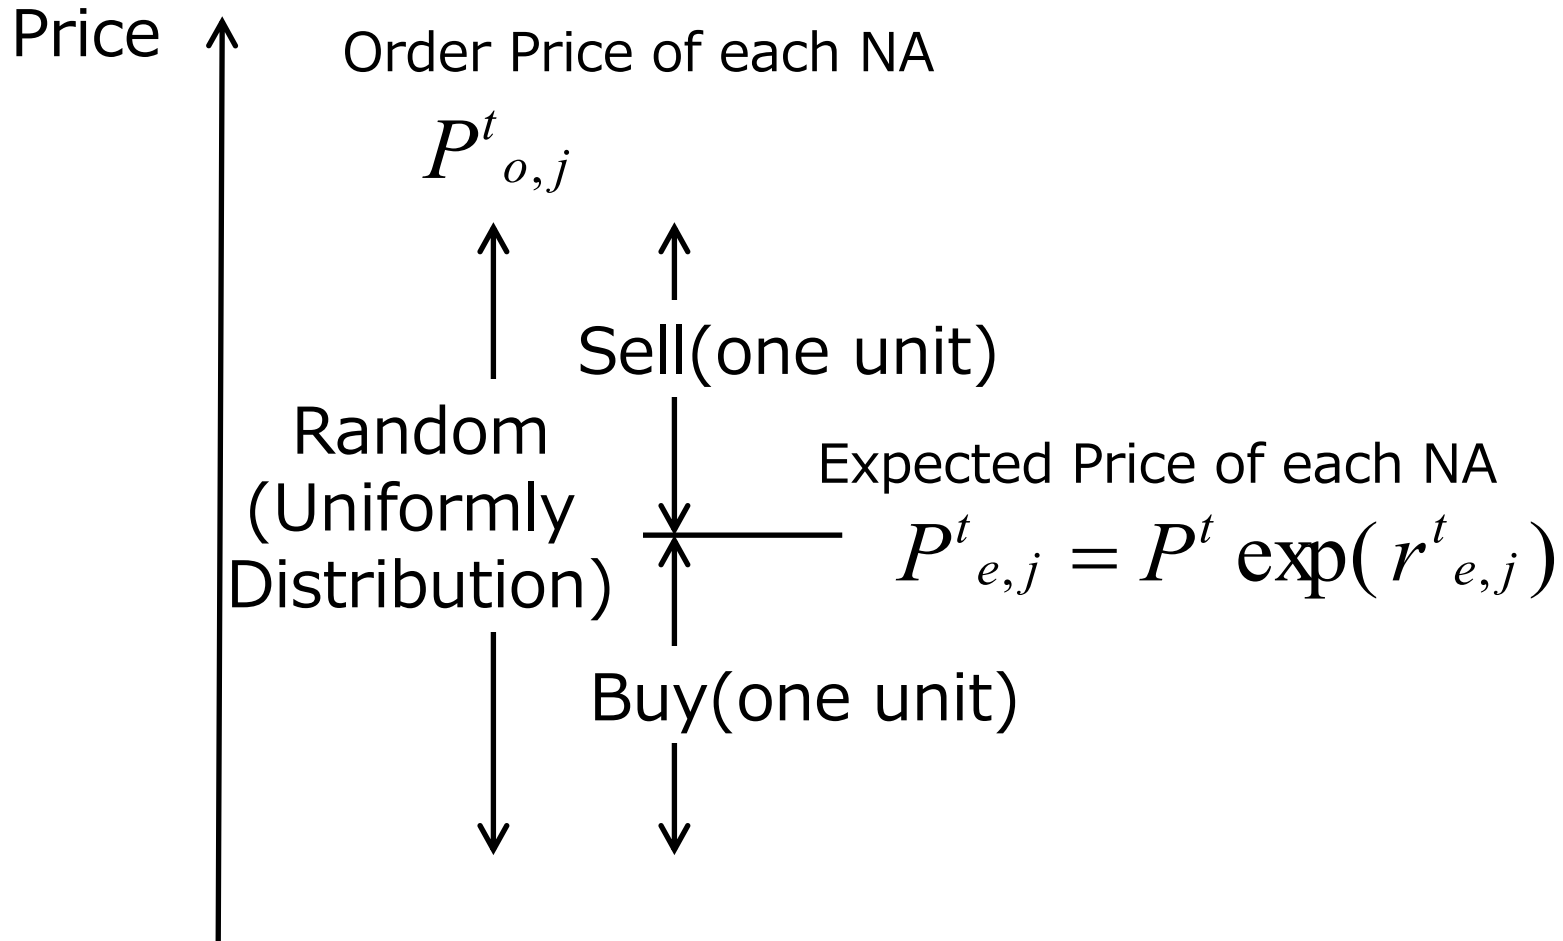 Price
Order Price of each NA
P^t_{o,j}
Sell(one unit)
Random
(Uniformly
Distribution)
Expected Price of each NA
P^t_{e,j} = P^t exp(r^t_{e,j})
Buy(one unit)